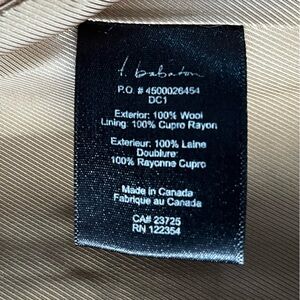 t. babaton
P.O. # 4500026454
DC1
Exterior: 100% Wool
Lining: 100% Cupro Rayon
Exterieur: 100% Laine
Doublure:
100% Rayonne Cupro
Made in Canada
Fabrique au Canada
CA# 23725
RN 122354